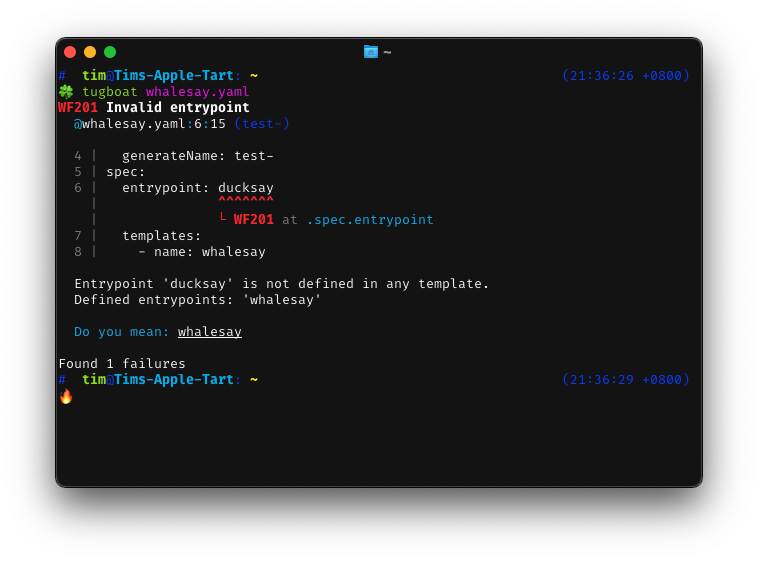 ~
# tim@Tims-Apple-Tart: ~ (21:36:26 +0800)
🍀 tugboat whalesay.yaml
WF201 Invalid entrypoint
@whalesay.yaml:6:15 (test-)
4 | generateName: test-
5 | spec:
6 | entrypoint: ducksay
| ^^^^^^^
| └ WF201 at .spec.entrypoint
7 | templates:
8 | - name: whalesay
Entrypoint 'ducksay' is not defined in any template.
Defined entrypoints: 'whalesay'
Do you mean: whalesay
Found 1 failures
# tim@Tims-Apple-Tart: ~ (21:36:29 +0800)
🔥